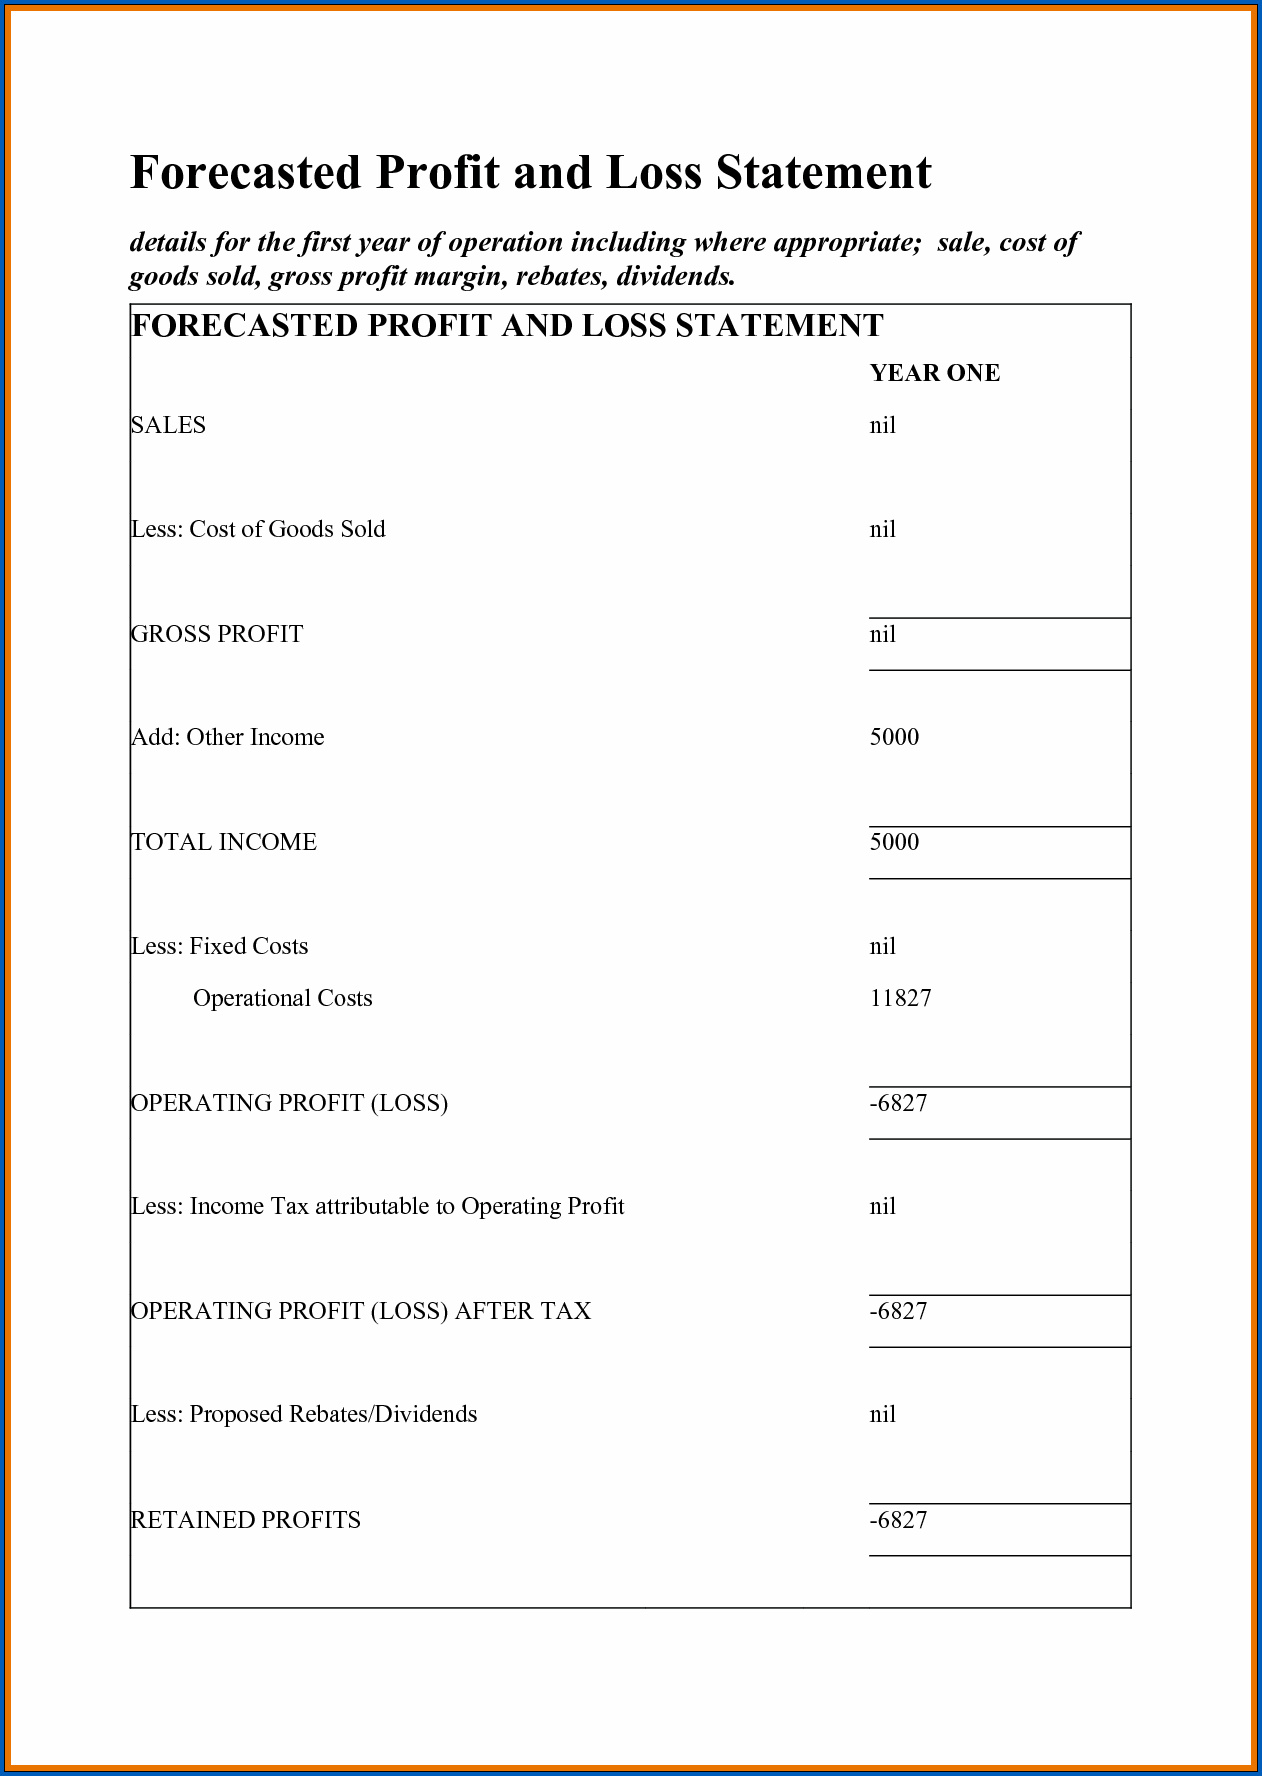 Forecasted Profit and Loss Statement
details for the first year of operation including where appropriate;  sale, cost of
goods sold, gross profit margin, rebates, dividends.
FORECASTED PROFIT AND LOSS STATEMENT
YEAR ONE
SALES nil
Less: Cost of Goods Sold nil
GROSS PROFIT nil
Add: Other Income 5000
TOTAL INCOME 5000
Less: Fixed Costs nil
Operational Costs 11827
OPERATING PROFIT (LOSS) -6827
Less: Income Tax attributable to Operating Profit nil
OPERATING PROFIT (LOSS) AFTER TAX -6827
Less: Proposed Rebates/Dividends nil
RETAINED PROFITS -6827